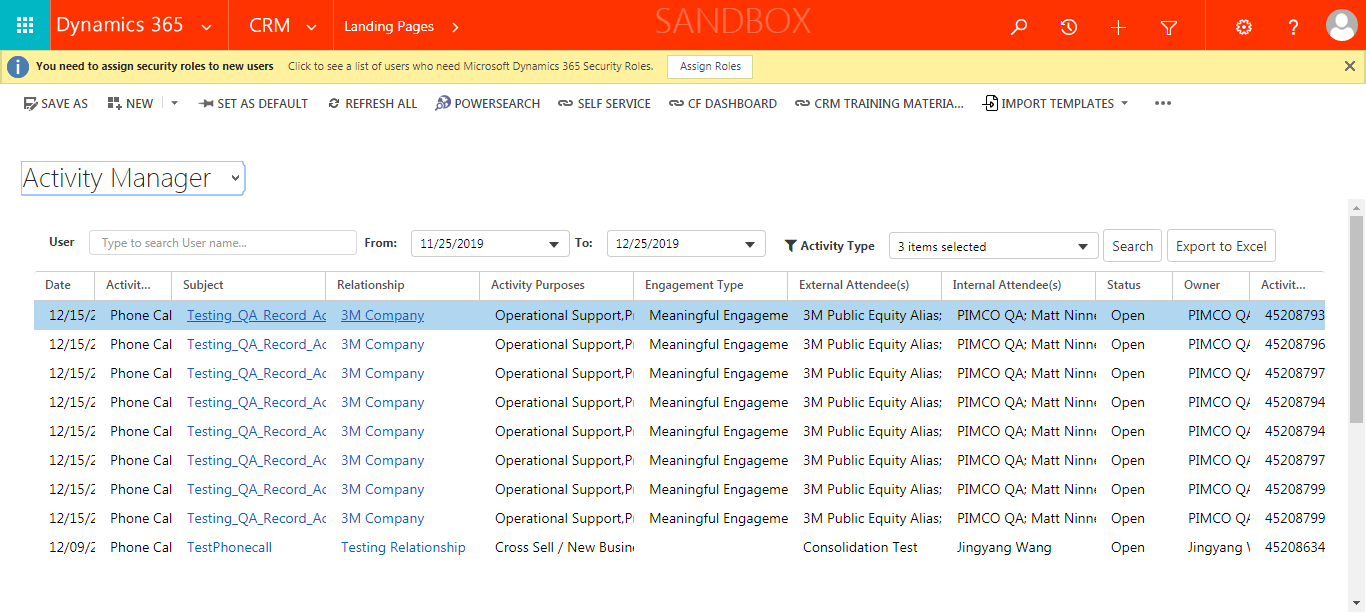 Dynamics 365 CRM Landing Pages SANDBOX
You need to assign security roles to new users Click to see a list of users who need Microsoft Dynamics 365 Security Roles. Assign Roles
SAVE AS NEW SET AS DEFAULT REFRESH ALL POWERSEARCH SELF SERVICE CF DASHBOARD CRM TRAINING MATERIA... IMPORT TEMPLATES
Activity Manager
User Type to search User name... From: 11/25/2019 To: 12/25/2019 Activity Type 3 items selected Search Export to Excel
Date Activit... Subject Relationship Activity Purposes Engagement Type External Attendee(s) Internal Attendee(s) Status Owner Activit...
12/15/2 Phone Cal Testing_QA_Record_Ac 3M Company Operational Support,Pr Meaningful Engageme 3M Public Equity Alias; PIMCO QA; Matt Ninne Open PIMCO QA 45208793
12/15/2 Phone Cal Testing_QA_Record_Ac 3M Company Operational Support,Pr Meaningful Engageme 3M Public Equity Alias; PIMCO QA; Matt Ninne Open PIMCO QA 45208796
12/15/2 Phone Cal Testing_QA_Record_Ac 3M Company Operational Support,Pr Meaningful Engageme 3M Public Equity Alias; PIMCO QA; Matt Ninne Open PIMCO QA 45208797
12/15/2 Phone Cal Testing_QA_Record_Ac 3M Company Operational Support,Pr Meaningful Engageme 3M Public Equity Alias; PIMCO QA; Matt Ninne Open PIMCO QA 45208794
12/15/2 Phone Cal Testing_QA_Record_Ac 3M Company Operational Support,Pr Meaningful Engageme 3M Public Equity Alias; PIMCO QA; Matt Ninne Open PIMCO QA 45208794
12/15/2 Phone Cal Testing_QA_Record_Ac 3M Company Operational Support,Pr Meaningful Engageme 3M Public Equity Alias; PIMCO QA; Matt Ninne Open PIMCO QA 45208797
12/15/2 Phone Cal Testing_QA_Record_Ac 3M Company Operational Support,Pr Meaningful Engageme 3M Public Equity Alias; PIMCO QA; Matt Ninne Open PIMCO QA 45208799
12/15/2 Phone Cal Testing_QA_Record_Ac 3M Company Operational Support,Pr Meaningful Engageme 3M Public Equity Alias; PIMCO QA; Matt Ninne Open PIMCO QA 45208799
12/09/2 Phone Cal TestPhonecall Testing Relationship Cross Sell / New Busine Consolidation Test Jingyang Wang Open Jingyang W 45208634